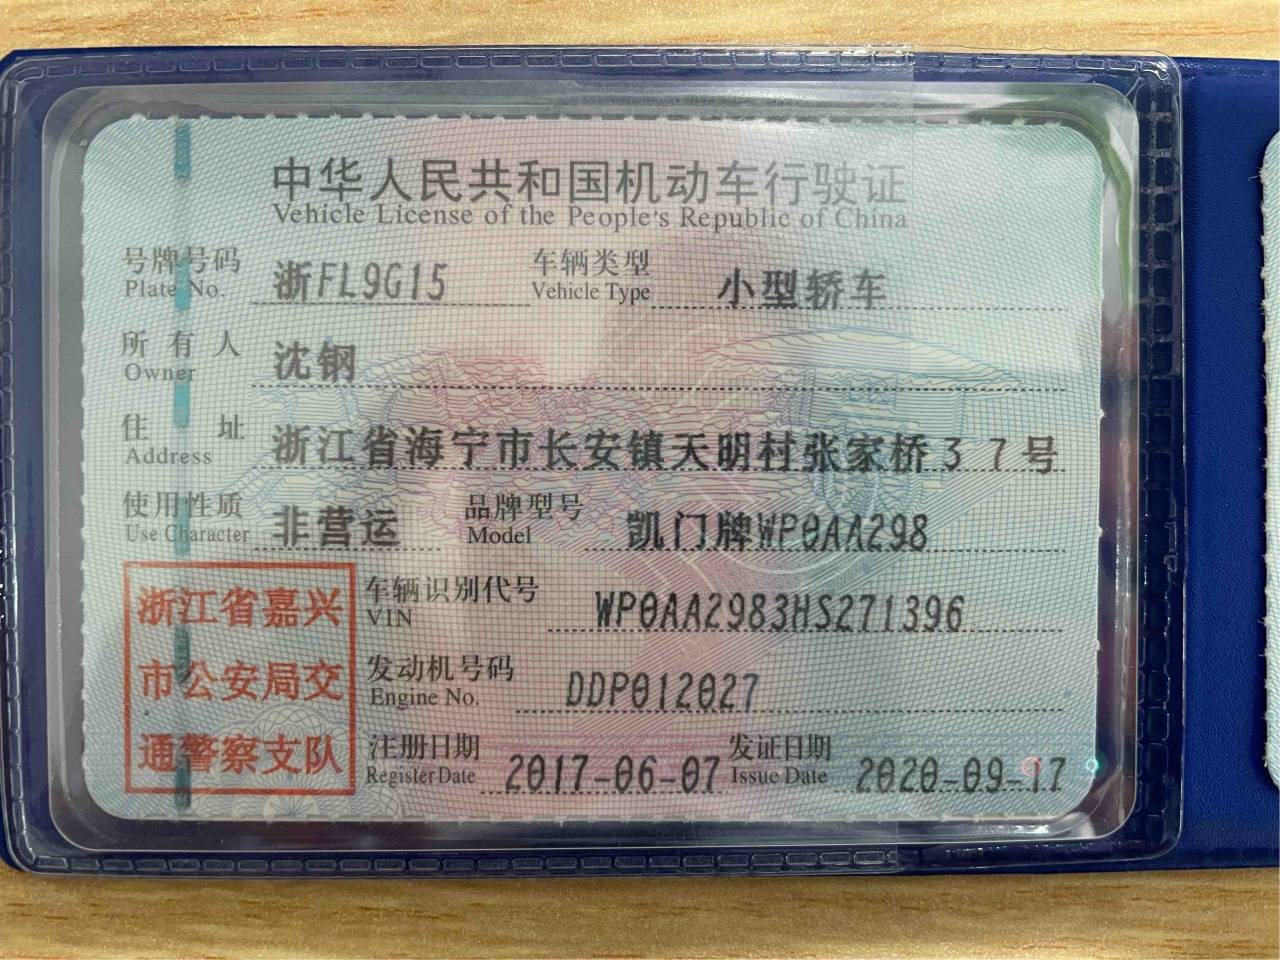 中华人民共和国机动车行驶证
Vehicle License of the People's Republic of China
号牌号码 浙FL9G15 车辆类型 小型轿车
Plate No. Vehicle Type
所有人 沈钢
Owner
住址 浙江省海宁市长安镇天明村张家桥37号
Address
使用性质 非营运 品牌型号 凯门牌WP0AA298
Use Character Model
浙江省嘉兴
市公安局交
通警察支队
车辆识别代号 WP0AA2983HS271396
VIN
发动机号码 DDP012027
Engine No.
注册日期 2017-06-07 发证日期 2020-09-17
Register Date Issue Date